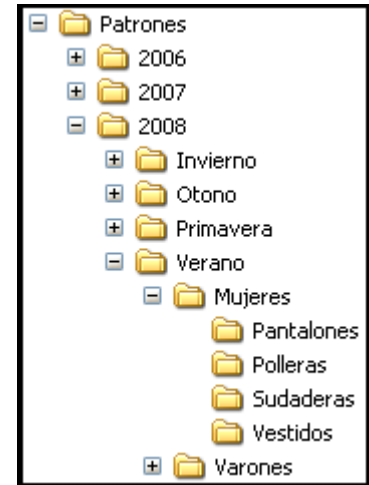 Patrones
2006
2007
2008
Invierno
Otono
Primavera
Verano
Mujeres
Pantalones
Polleras
Sudaderas
Vestidos
Varones